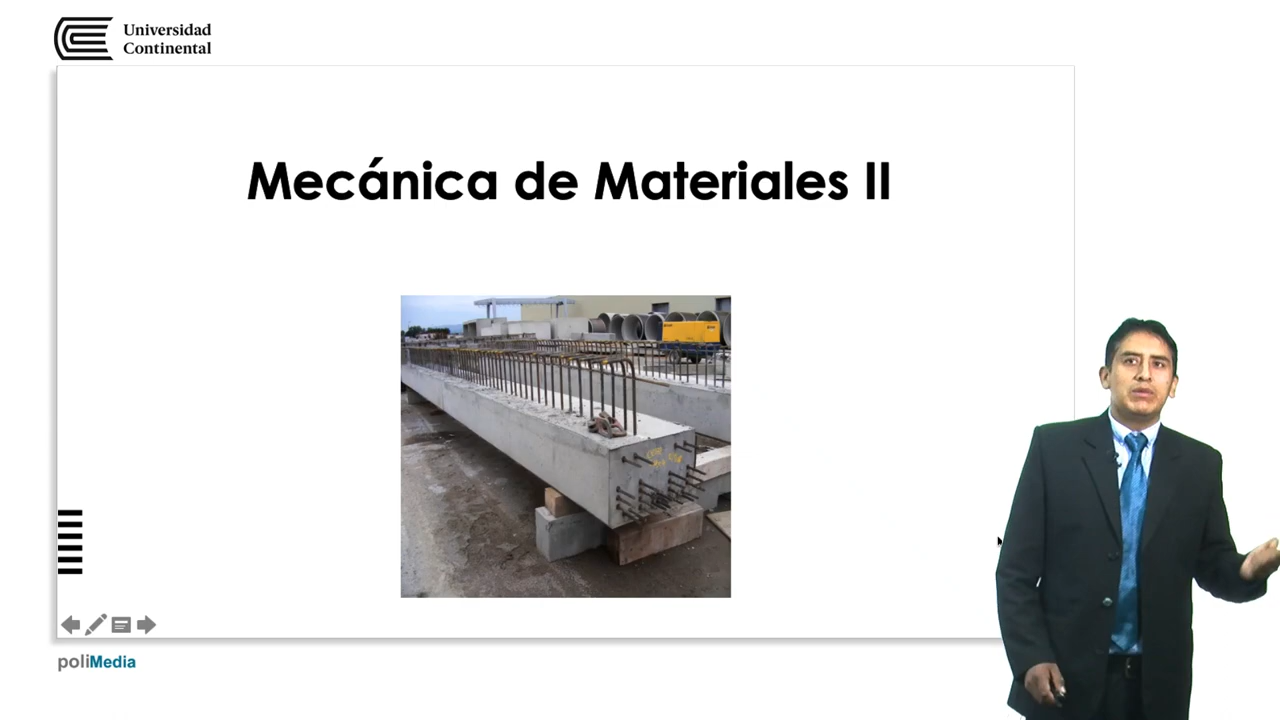 Universidad
Continental
Mecánica de Materiales II
poliMedia